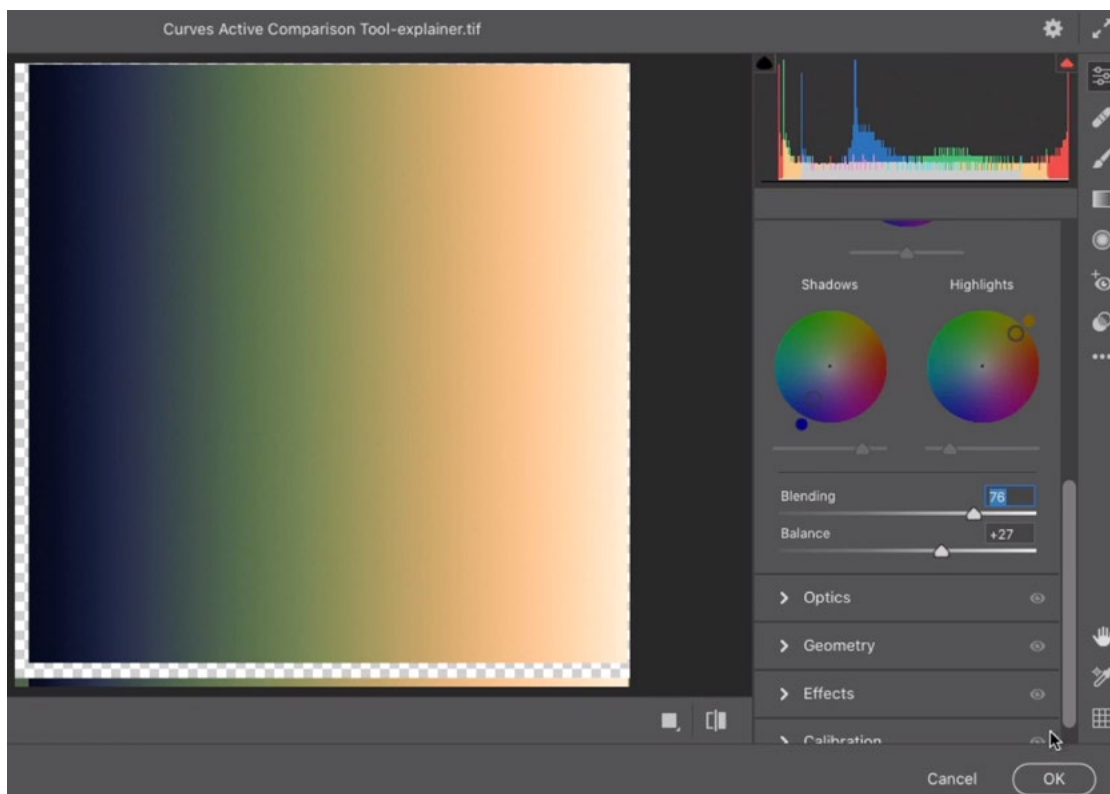 Curves Active Comparison Tool-explainer.tif
Shadows Highlights
Blending 76
Balance +27
Optics
Geometry
Effects
Calibration
Cancel OK